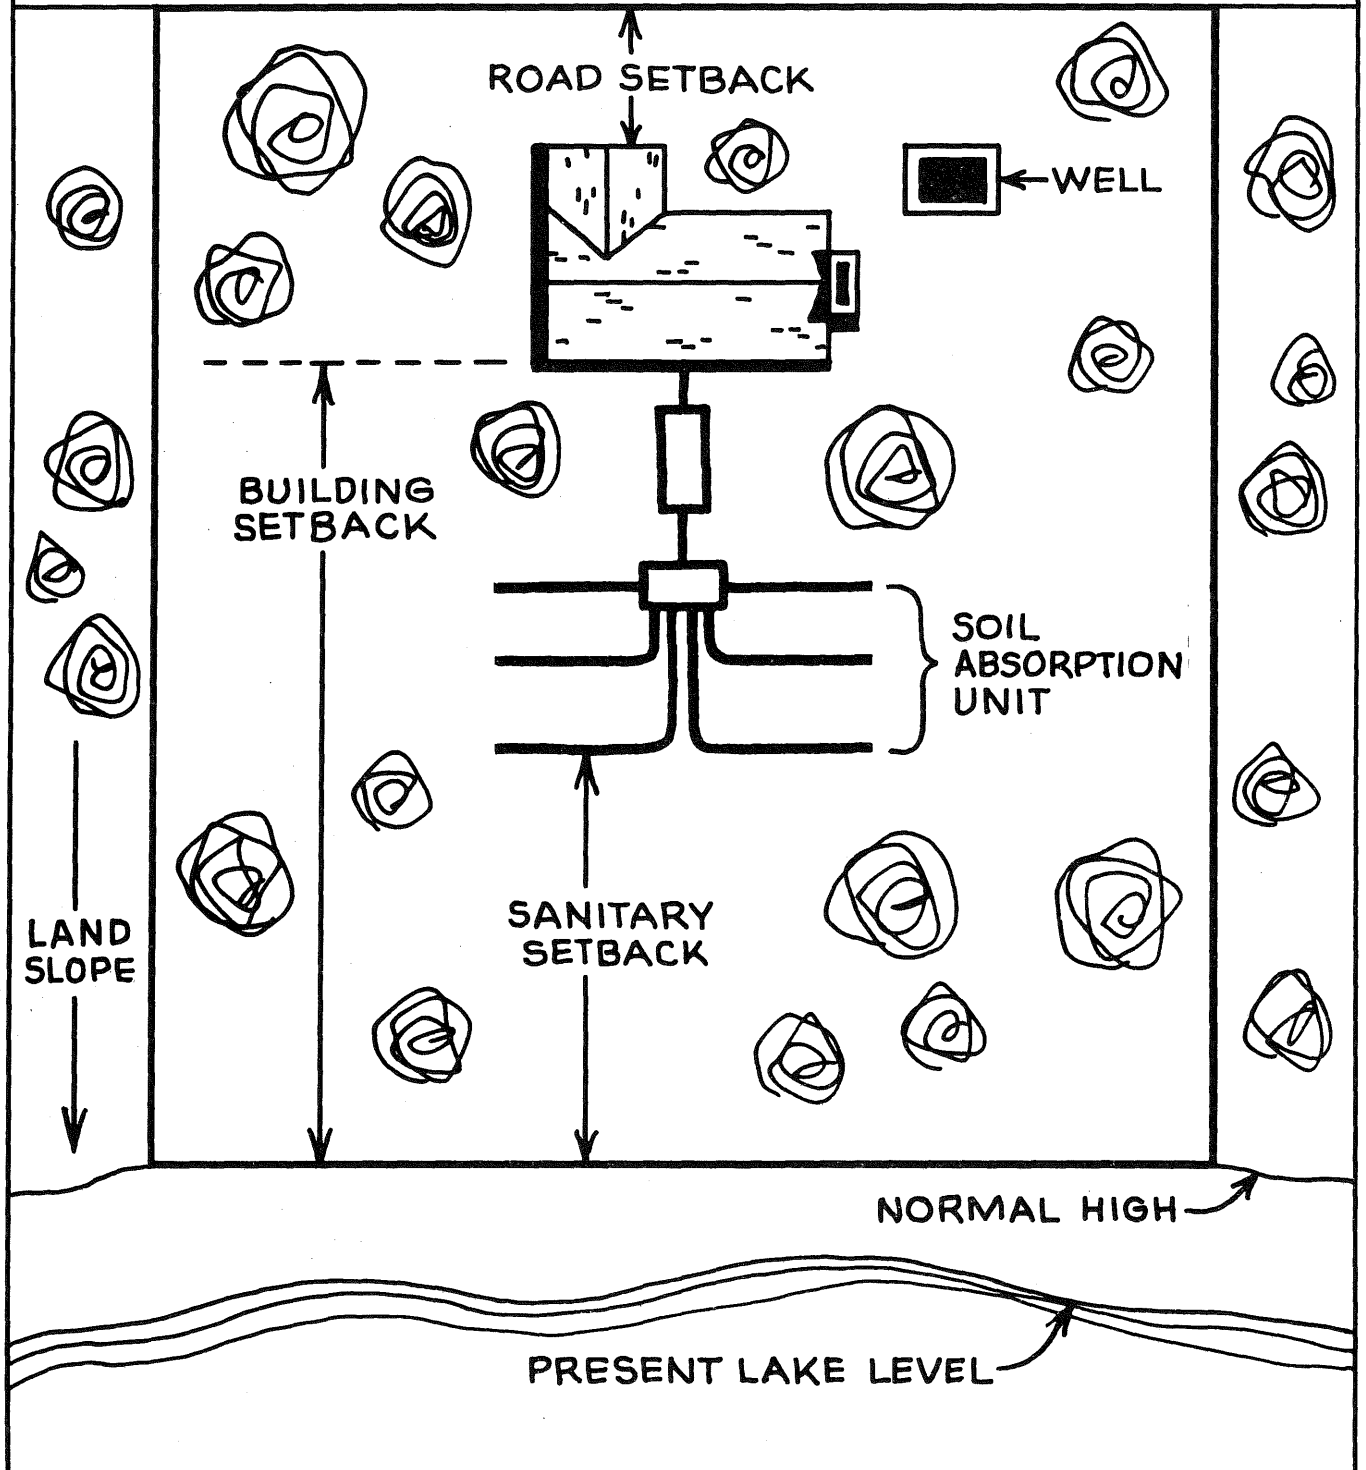 ROAD SETBACK
WELL
BUILDING
SETBACK
SOIL
ABSORPTION
UNIT
SANITARY
SETBACK
LAND
SLOPE
NORMAL HIGH
PRESENT LAKE LEVEL